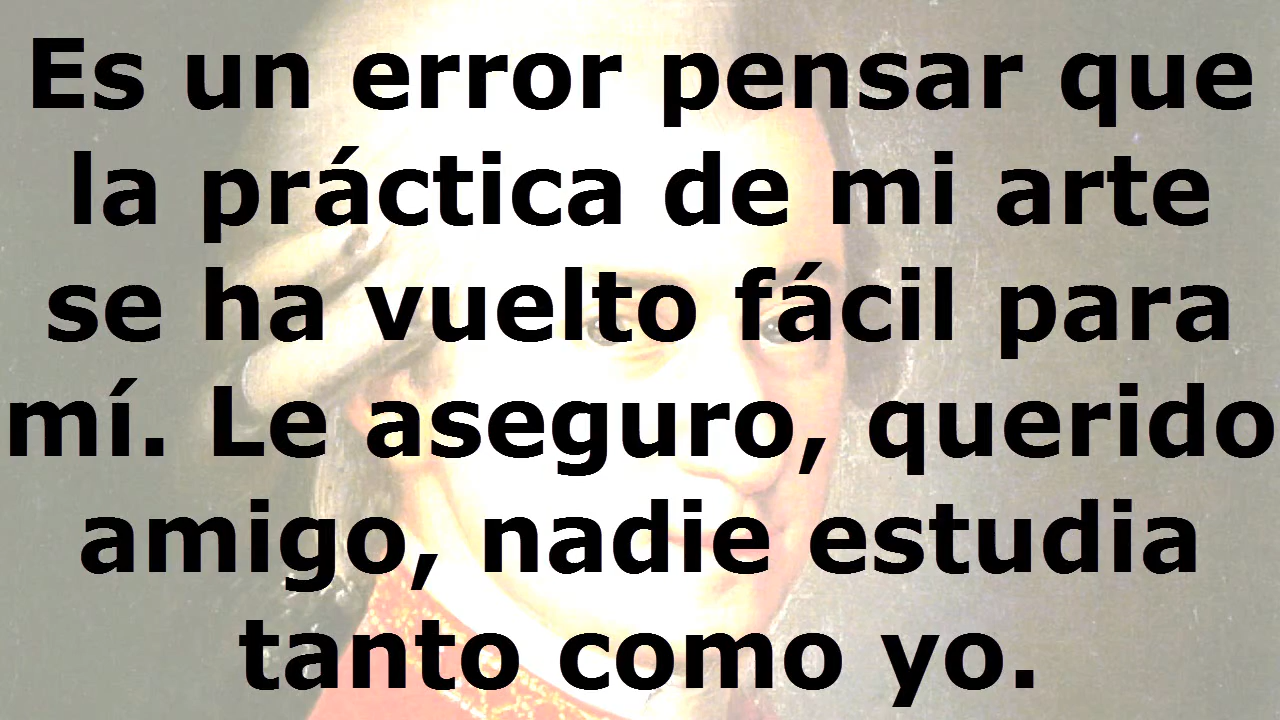 Es un error pensar que
la práctica de mi arte
se ha vuelto fácil para
mí. Le aseguro, querido
amigo, nadie estudia
tanto como yo.